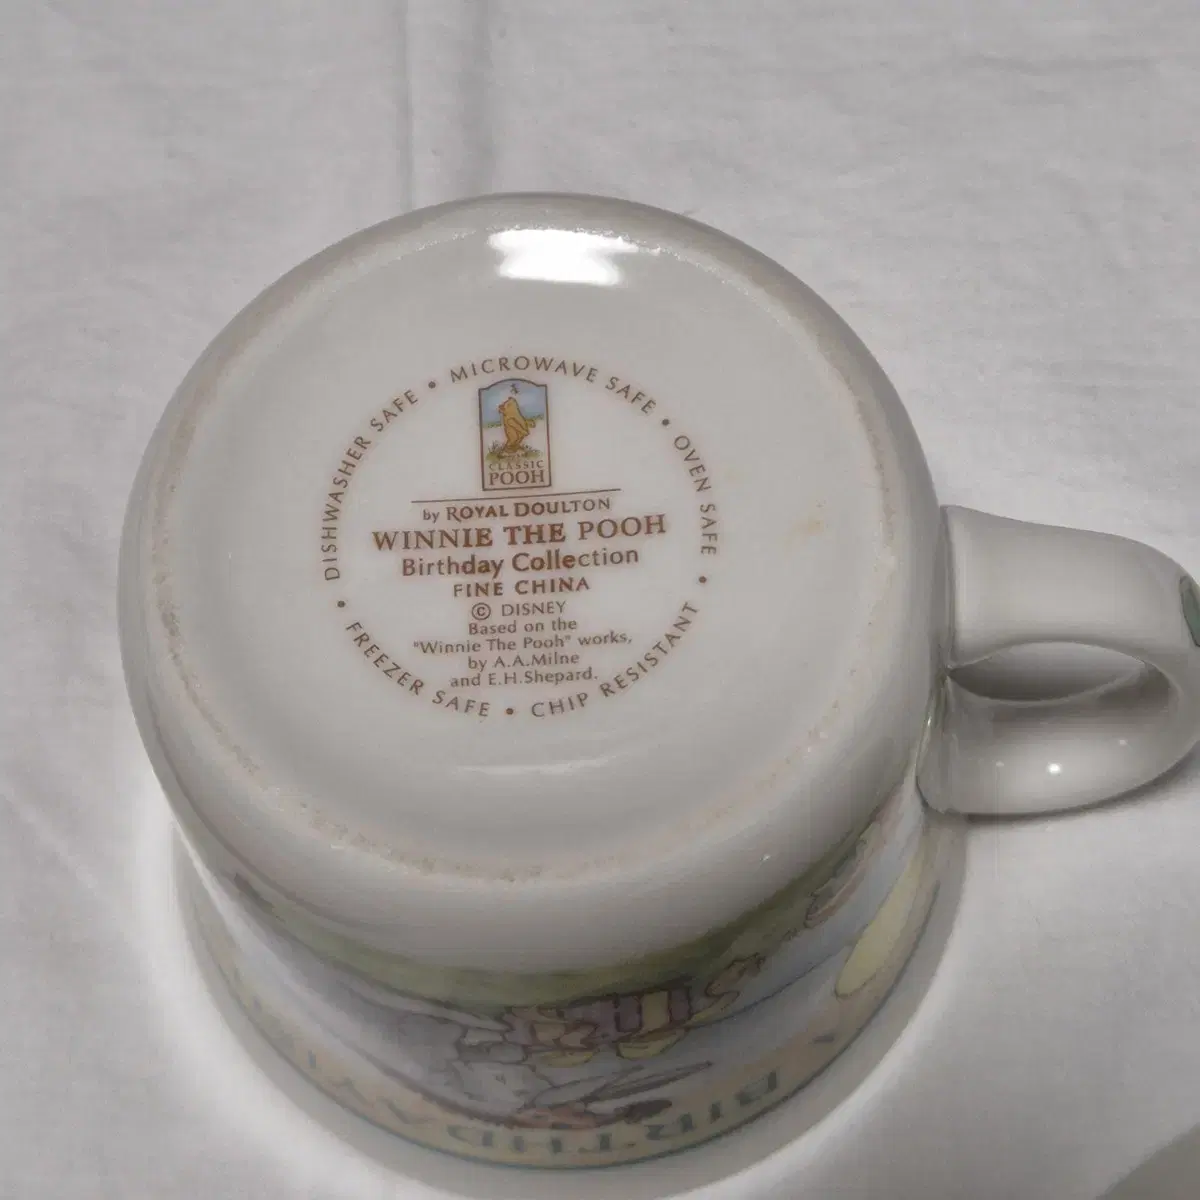 DISHWASHER SAFE • MICROWAVE SAFE • OVEN SAFE • CHIP RESISTANT • FREEZER SAFE •
CLASSIC
POOH
by ROYAL DOULTON
WINNIE THE POOH
Birthday Collection
FINE CHINA
© DISNEY
Based on the
"Winnie The Pooh" works,
by A.A.Milne
and E.H.Shepard.
BIRTHDAY